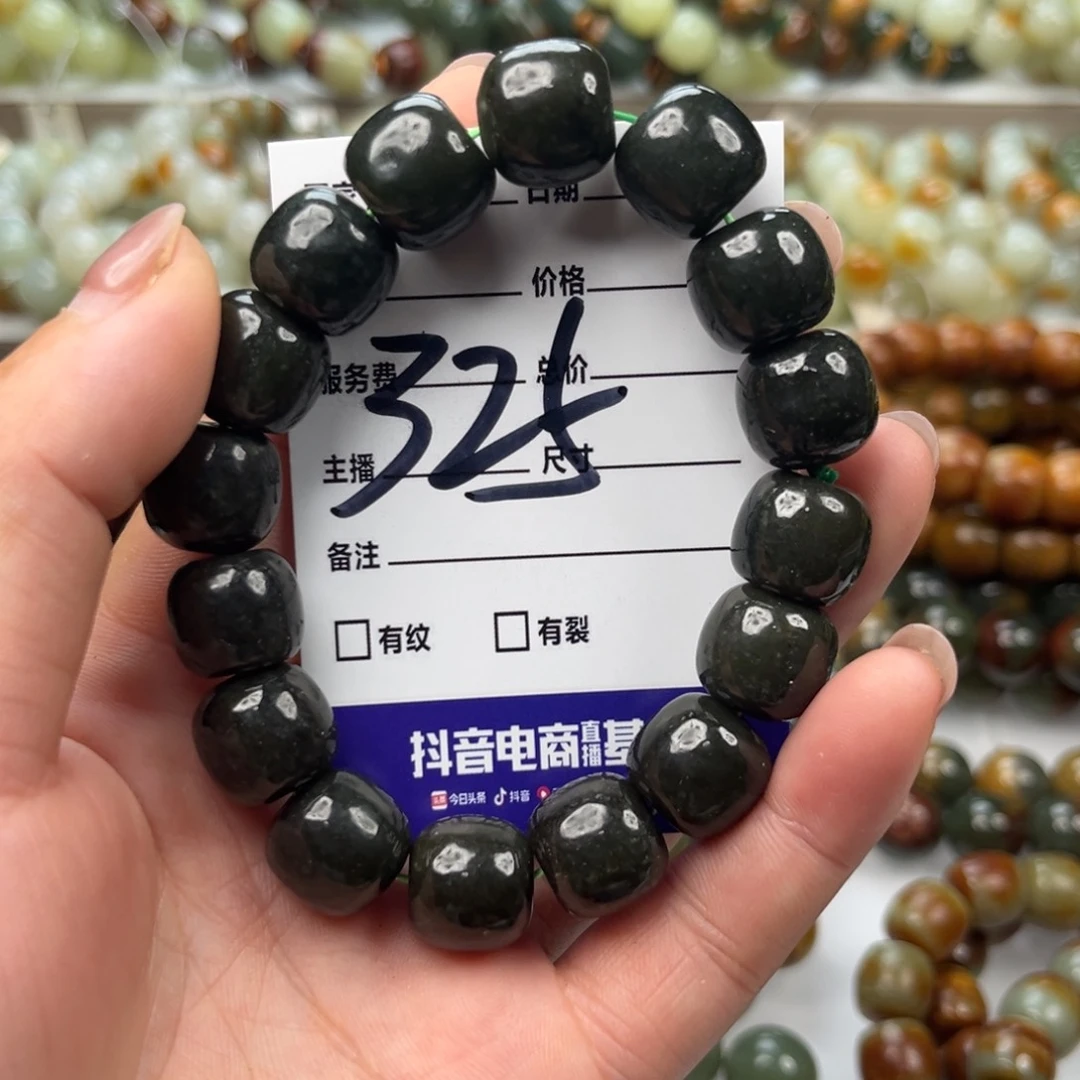 日期
价格
服务费 总价
325
主播 尺寸
备注
有纹 有裂
抖音电商直播基
今日头条 抖音